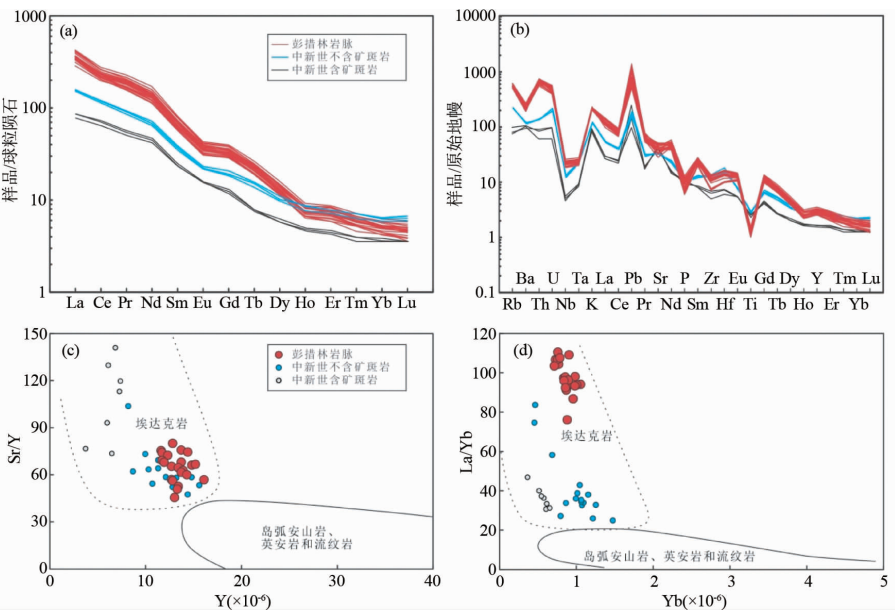 (a)
1000
100
10
1
样品/球粒陨石
彭措林岩脉
中新世不含矿斑岩
中新世含矿斑岩
La Ce Pr Nd Sm Eu Gd Tb Dy Ho Er Tm Yb Lu
(b)
10000
1000
100
10
1
0.1
样品/原始地幔
Ba Th U Ta La Pb Sr P Zr Eu Gd Dy Y Tm Lu
Rb Th Nb K Ce Pr Nd Sm Hf Ti Tb Ho Er Yb
(c)
150
120
90
60
30
0
Sr/Y
彭措林岩脉
中新世不含矿斑岩
中新世含矿斑岩
埃达克岩
岛弧安山岩、
英安岩和流纹岩
0 10 20 30 40
Y(×10⁻⁶)
(d)
120
100
80
60
40
20
0
La/Yb
埃达克岩
岛弧安山岩、英安岩和流纹岩
0 1 2 3 4 5
Yb(×10⁻⁶)